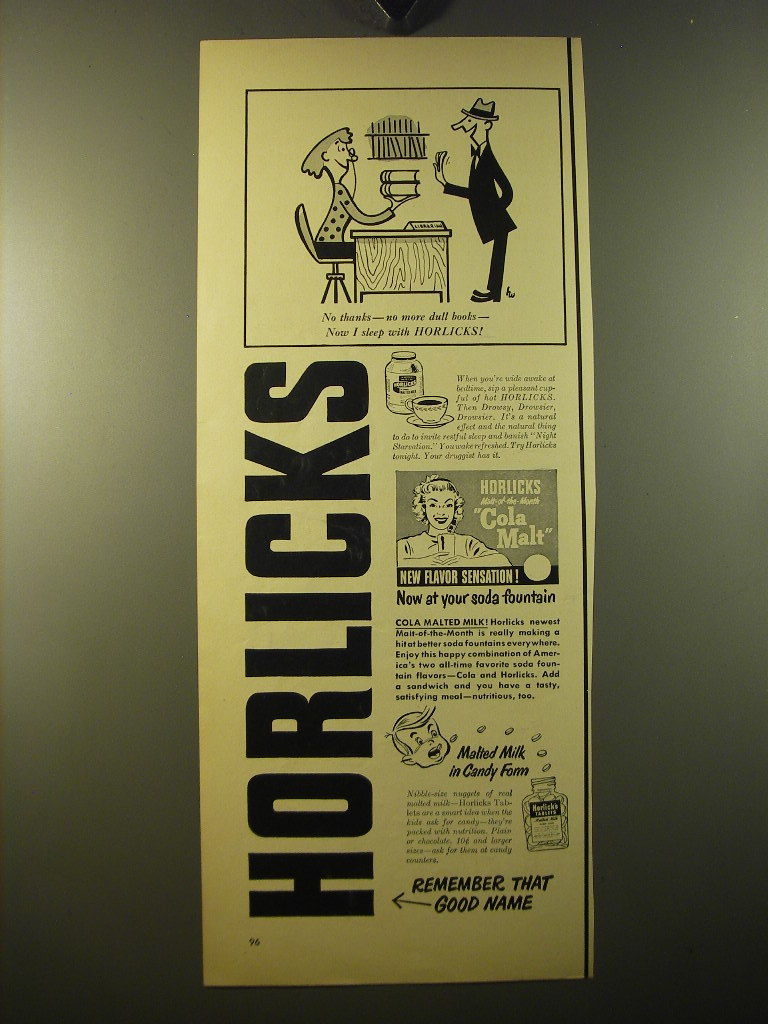 LIBRARIAN
HW
No thanks—no more dull books—
Now I sleep with HORLICKS!
HORLICKS
HORLICKS
When you're wide awake at
bedtime, sip a pleasant cup-
ful of hot HORLICKS.
Then Drowsy, Drowsier,
Drowsier. It's a natural
effect and the natural thing
to do to invite restful sleep and banish "Night
Starvation." You wake refreshed. Try Horlicks
tonight. Your druggist has it.
HORLICKS
Malt-of-the-Month
"Cola
Malt"
NEW FLAVOR SENSATION!
Now at your soda fountain
COLA MALTED MILK! Horlicks newest
Malt-of-the-Month is really making a
hit at better soda fountains everywhere.
Enjoy this happy combination of Amer-
ica's two all-time favorite soda foun-
tain flavors—Cola and Horlicks. Add
a sandwich and you have a tasty,
satisfying meal—nutritious, too.
Malted Milk
in Candy Form
Nibble-size nuggets of real
malted milk—Horlicks Tab-
lets are a smart idea when the
kids ask for candy—they're
packed with nutrition. Plain
or chocolate. 10¢ and larger
sizes—ask for them at candy
counters.
Horlick's
TABLETS
REMEMBER THAT
GOOD NAME
96